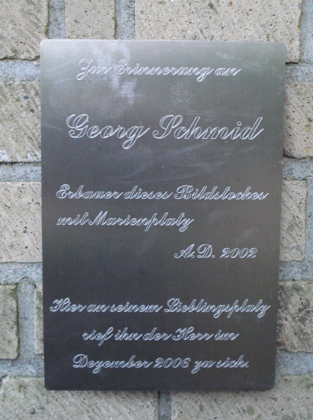 Zur Erinnerung an
Georg Schmid
Erbauer dieses Bildstockes
mit Marienplatz
A.D. 2002
Hier an seinem Lieblingsplatz
rief ihn der Herr im
Dezember 2006 zu sich.